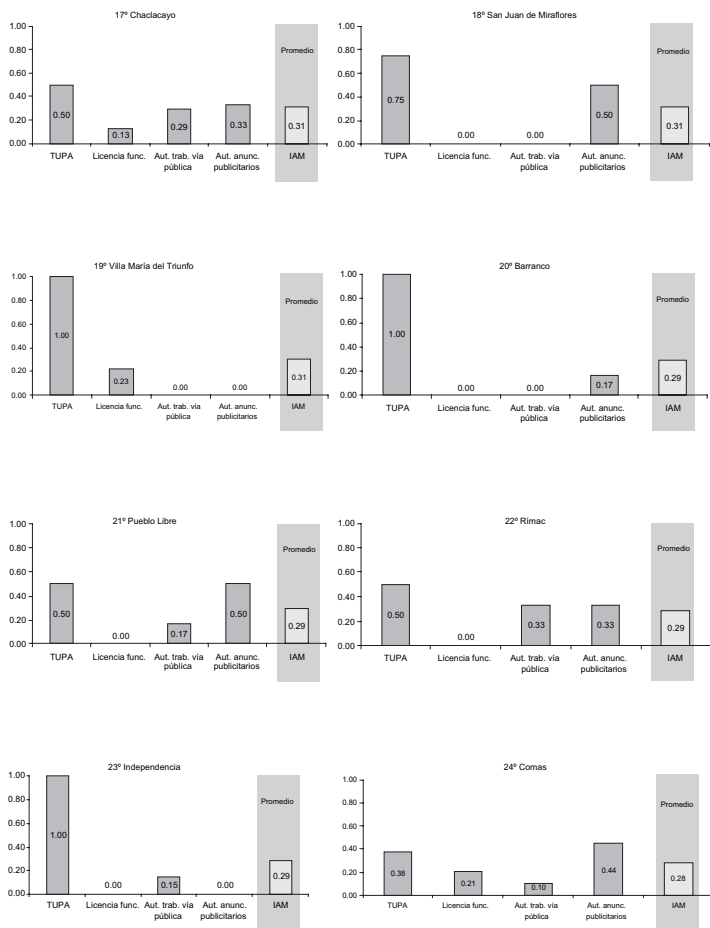 17º Chaclacayo
1.00
0.80
0.60
0.40
0.20
0.00
Promedio
0.50
0.13
0.29
0.33
0.31
TUPA
Licencia func.
Aut. trab. vía
pública
Aut. anunc.
publicitarios
IAM
18º San Juan de Miraflores
1.00
0.80
0.60
0.40
0.20
0.00
Promedio
0.75
0.00
0.00
0.50
0.31
TUPA
Licencia func.
Aut. trab. vía
pública
Aut. anunc.
publicitarios
IAM
19º Villa María del Triunfo
1.00
0.80
0.60
0.40
0.20
0.00
Promedio
1.00
0.23
0.00
0.00
0.31
TUPA
Licencia func.
Aut. trab. vía
pública
Aut. anunc.
publicitarios
IAM
20º Barranco
1.00
0.80
0.60
0.40
0.20
0.00
Promedio
1.00
0.00
0.00
0.17
0.29
TUPA
Licencia func.
Aut. trab. vía
pública
Aut. anunc.
publicitarios
IAM
21º Pueblo Libre
1.00
0.80
0.60
0.40
0.20
0.00
Promedio
0.50
0.00
0.17
0.50
0.29
TUPA
Licencia func.
Aut. trab. vía
pública
Aut. anunc.
publicitarios
IAM
22º Rímac
1.00
0.80
0.60
0.40
0.20
0.00
Promedio
0.50
0.00
0.33
0.33
0.29
TUPA
Licencia func.
Aut. trab. vía
pública
Aut. anunc.
publicitarios
IAM
23º Independencia
1.00
0.80
0.60
0.40
0.20
0.00
Promedio
1.00
0.00
0.15
0.00
0.29
TUPA
Licencia func.
Aut. trab. vía
pública
Aut. anunc.
publicitarios
IAM
24º Comas
1.00
0.80
0.60
0.40
0.20
0.00
Promedio
0.38
0.21
0.10
0.44
0.28
TUPA
Licencia func.
Aut. trab. vía
pública
Aut. anunc.
publicitarios
IAM